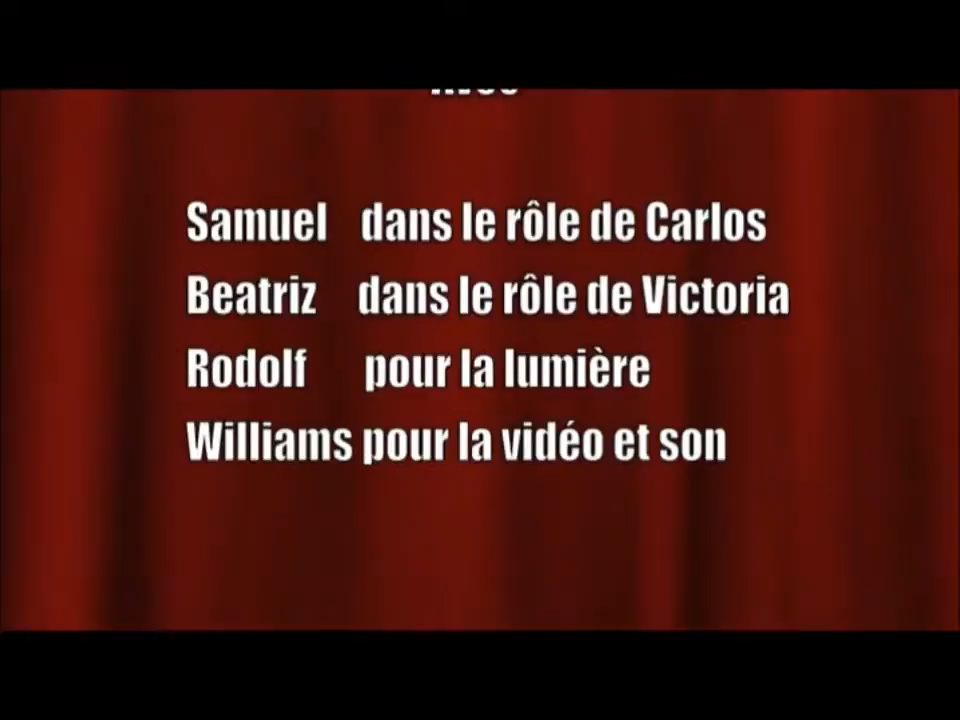 Samuel dans le rôle de Carlos
Beatriz dans le rôle de Victoria
Rodolf pour la lumière
Williams pour la vidéo et son